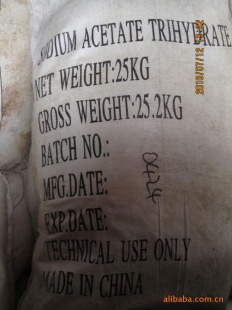 SODIUM ACETATE TRIHYDRATE
NET WEIGHT:25KG
GROSS WEIGHT:25.2KG
BATCH NO.:
MFG.DATE:
EXP.DATE:
TECHNICAL USE ONLY
MADE IN CHINA
alibaba.com.cn